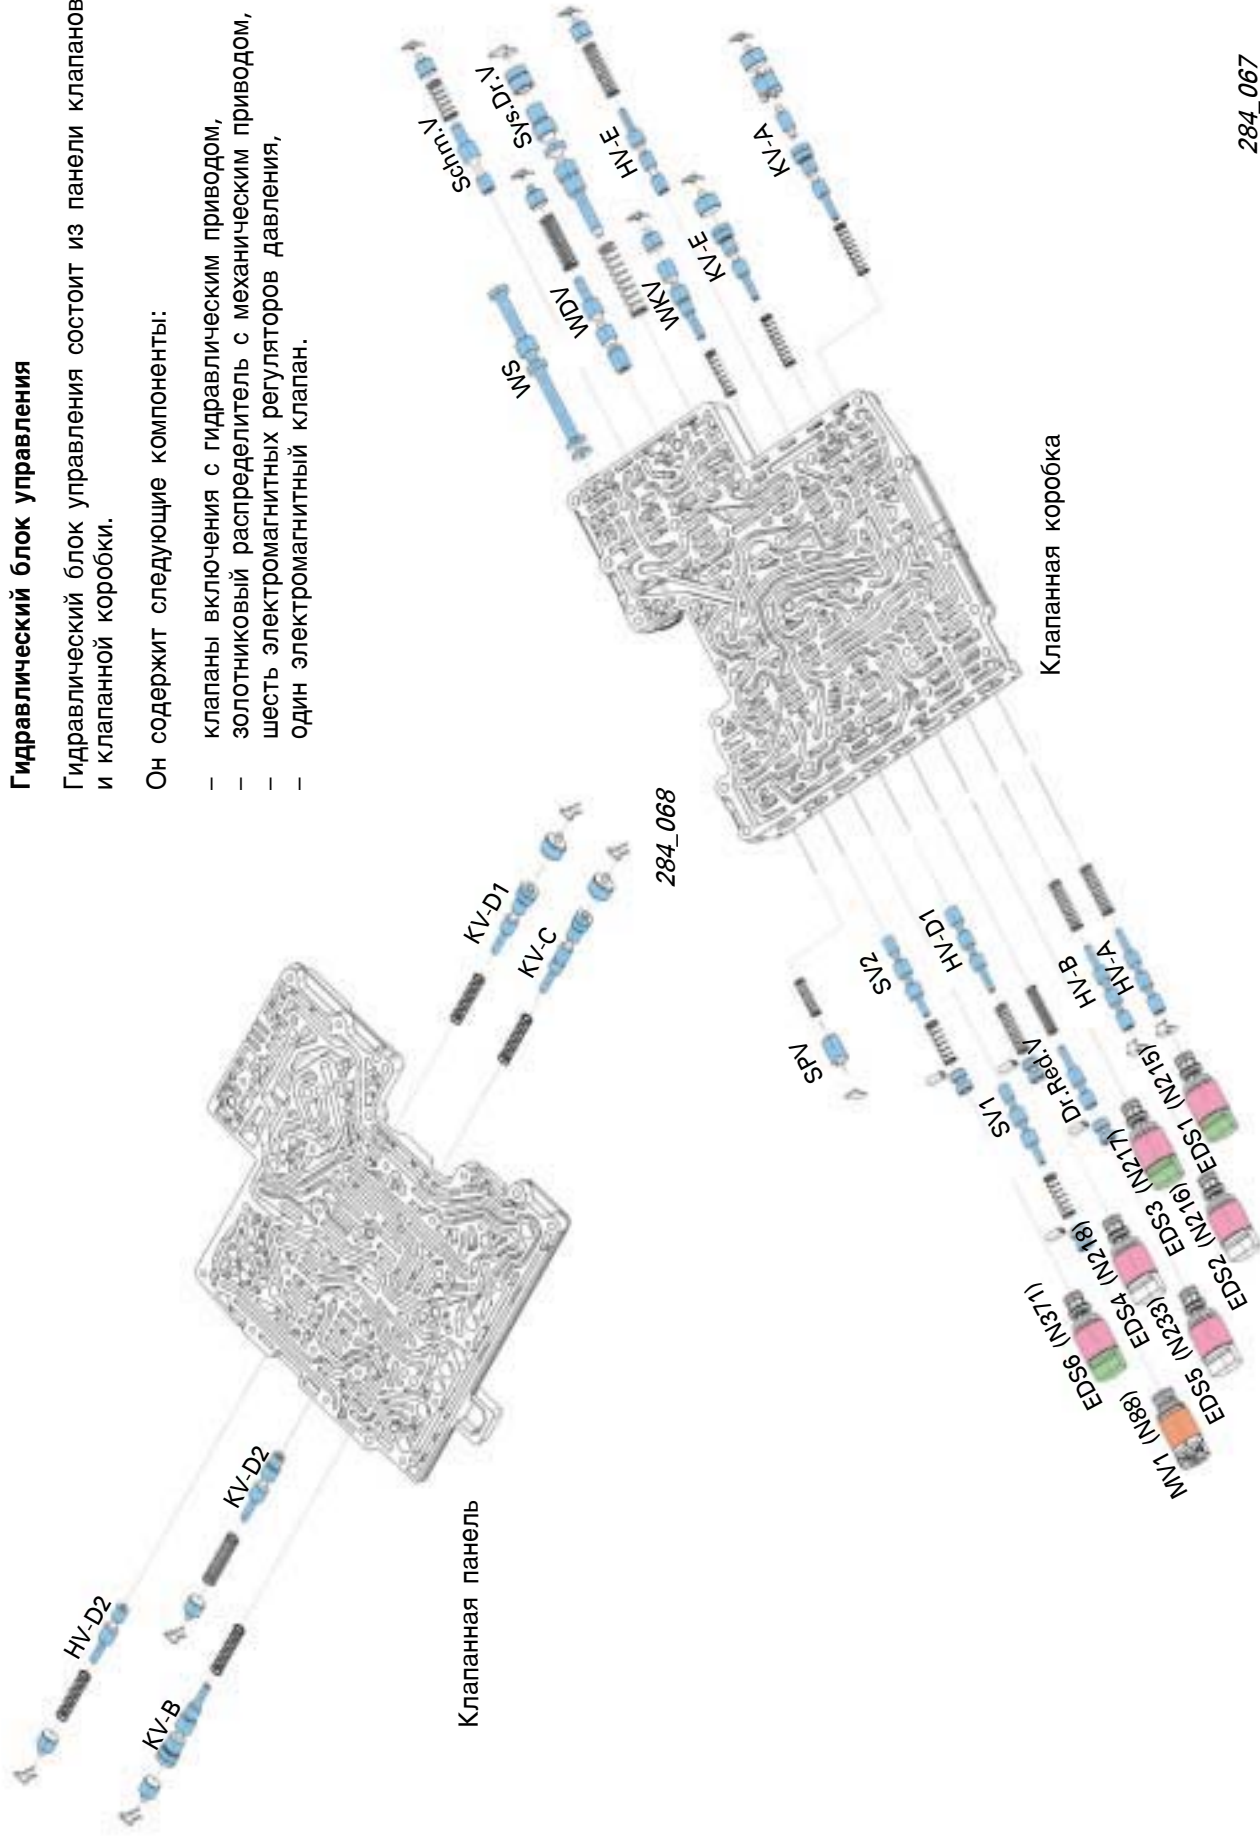 Гидравлический блок управления
Гидравлический блок управления состоит из панели клапанов
и клапанной коробки.
Он содержит следующие компоненты:
– клапаны включения с гидравлическим приводом,
– золотниковый распределитель с механическим приводом,
– шесть электромагнитных регуляторов давления,
– один электромагнитный клапан.
HV-D2
KV-B
KV-D2
KV-D1
KV-C
Клапанная панель
284_068
Schm.V
Sys.Dr.V
HV-E
WS
WDV
WKV
KV-E
KV-A
Клапанная коробка
SPV
SV2
HV-D1
SV1
Dr.Red.V
HV-B
HV-A
EDS6 (N371)
EDS4 (N218)
EDS3 (N217)
EDS1 (N215)
MV1 (N88)
EDS5 (N233)
EDS2 (N216)
284_067